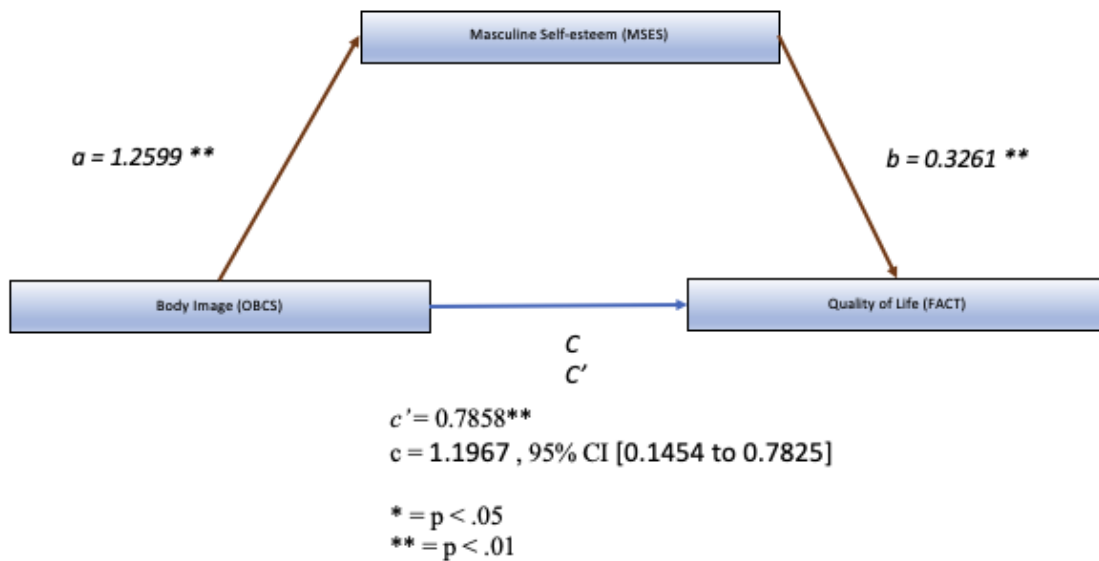 Masculine Self-esteem (MSES)
a = 1.2599 **
b = 0.3261 **
Body Image (OBCS)
Quality of Life (FACT)
C
C’
c’= 0.7858**
c = 1.1967 , 95% CI [0.1454 to 0.7825]
* = p < .05
** = p < .01